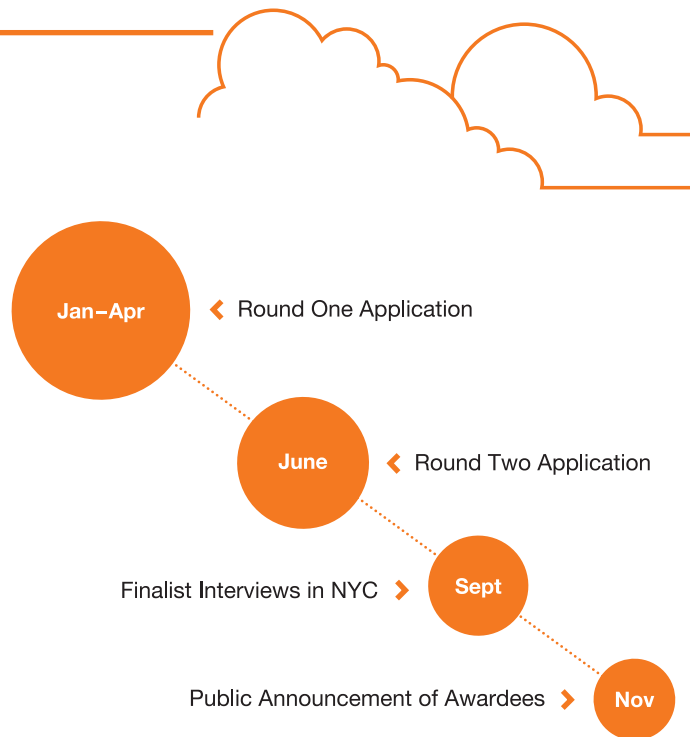 Jan–Apr
Round One Application
June
Round Two Application
Finalist Interviews in NYC
Sept
Public Announcement of Awardees
Nov